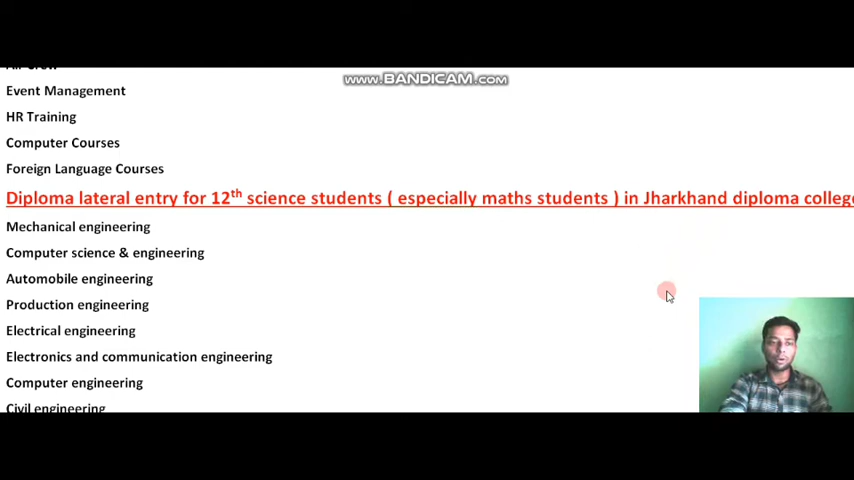 www.BANDICAM.com
Event Management
HR Training
Computer Courses
Foreign Language Courses
Diploma lateral entry for 12th science students ( especially maths students ) in Jharkhand diploma college
Mechanical engineering
Computer science & engineering
Automobile engineering
Production engineering
Electrical engineering
Electronics and communication engineering
Computer engineering
Civil engineering